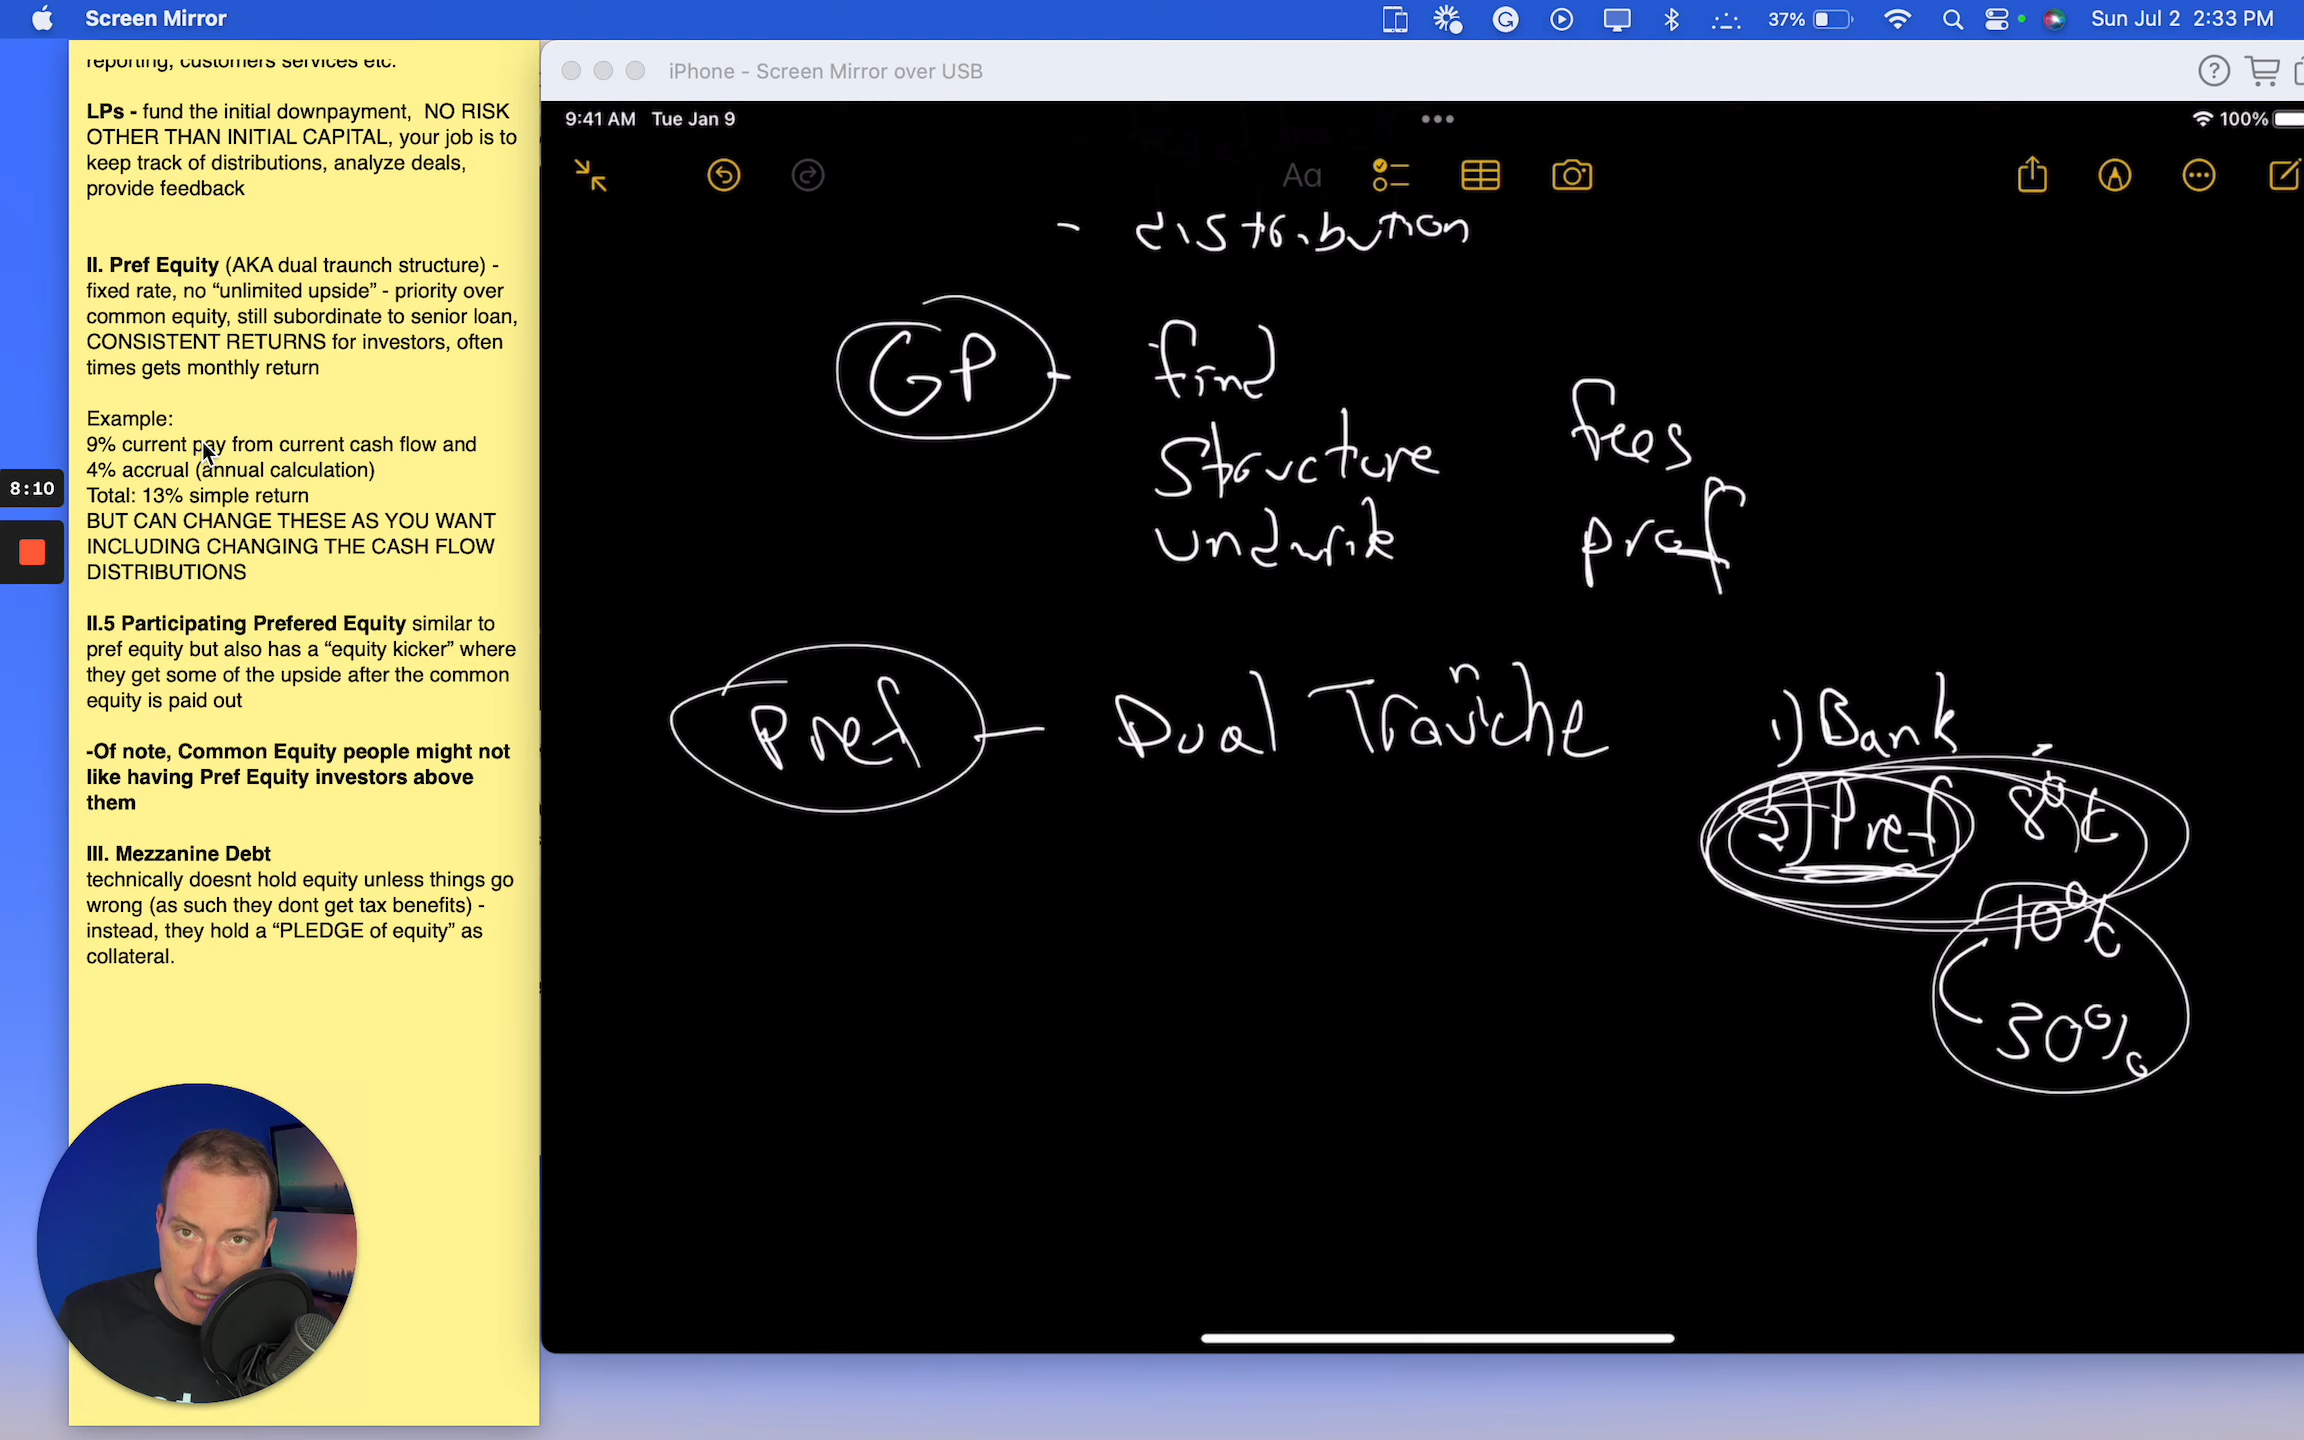 Screen Mirror
37%
Sun Jul 2 2:33 PM
reporting, customers services etc.
LPs - fund the initial downpayment, NO RISK
OTHER THAN INITIAL CAPITAL, your job is to
keep track of distributions, analyze deals,
provide feedback
II. Pref Equity (AKA dual traunch structure) -
fixed rate, no “unlimited upside” - priority over
common equity, still subordinate to senior loan,
CONSISTENT RETURNS for investors, often
times gets monthly return
Example:
9% current pay from current cash flow and
4% accrual (annual calculation)
Total: 13% simple return
BUT CAN CHANGE THESE AS YOU WANT
INCLUDING CHANGING THE CASH FLOW
DISTRIBUTIONS
II.5 Participating Prefered Equity similar to
pref equity but also has a “equity kicker” where
they get some of the upside after the common
equity is paid out
-Of note, Common Equity people might not
like having Pref Equity investors above
them
III. Mezzanine Debt
technically doesnt hold equity unless things go
wrong (as such they dont get tax benefits) -
instead, they hold a “PLEDGE of equity” as
collateral.
8:10
iPhone - Screen Mirror over USB
9:41 AM Tue Jan 9
100%
Aa
- distribution
GP - find
structure
fees
prof
Pref - Dual Tranche
1) Bank
2) Pref 8%
10%
30%